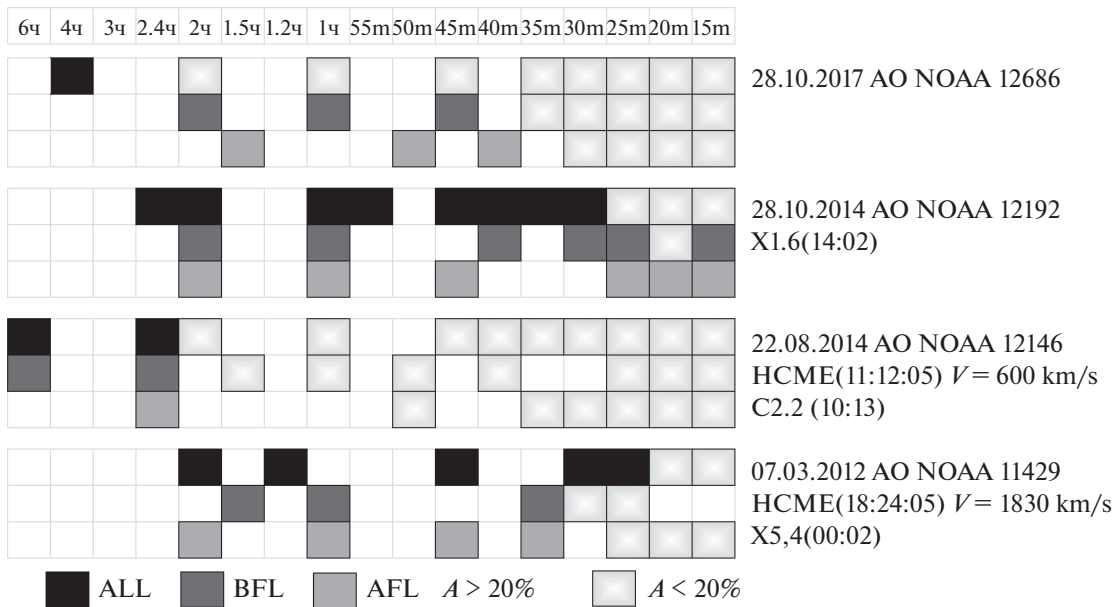 6ч 4ч 3ч 2.4ч 2ч 1.5ч 1.2ч 1ч 55m 50m 45m 40m 35m 30m 25m 20m 15m
28.10.2017 AO NOAA 12686
28.10.2014 AO NOAA 12192
X1.6(14:02)
22.08.2014 AO NOAA 12146
HCME(11:12:05) V = 600 km/s
C2.2 (10:13)
07.03.2012 AO NOAA 11429
HCME(18:24:05) V = 1830 km/s
X5,4(00:02)
ALL BFL AFL A > 20% A < 20%